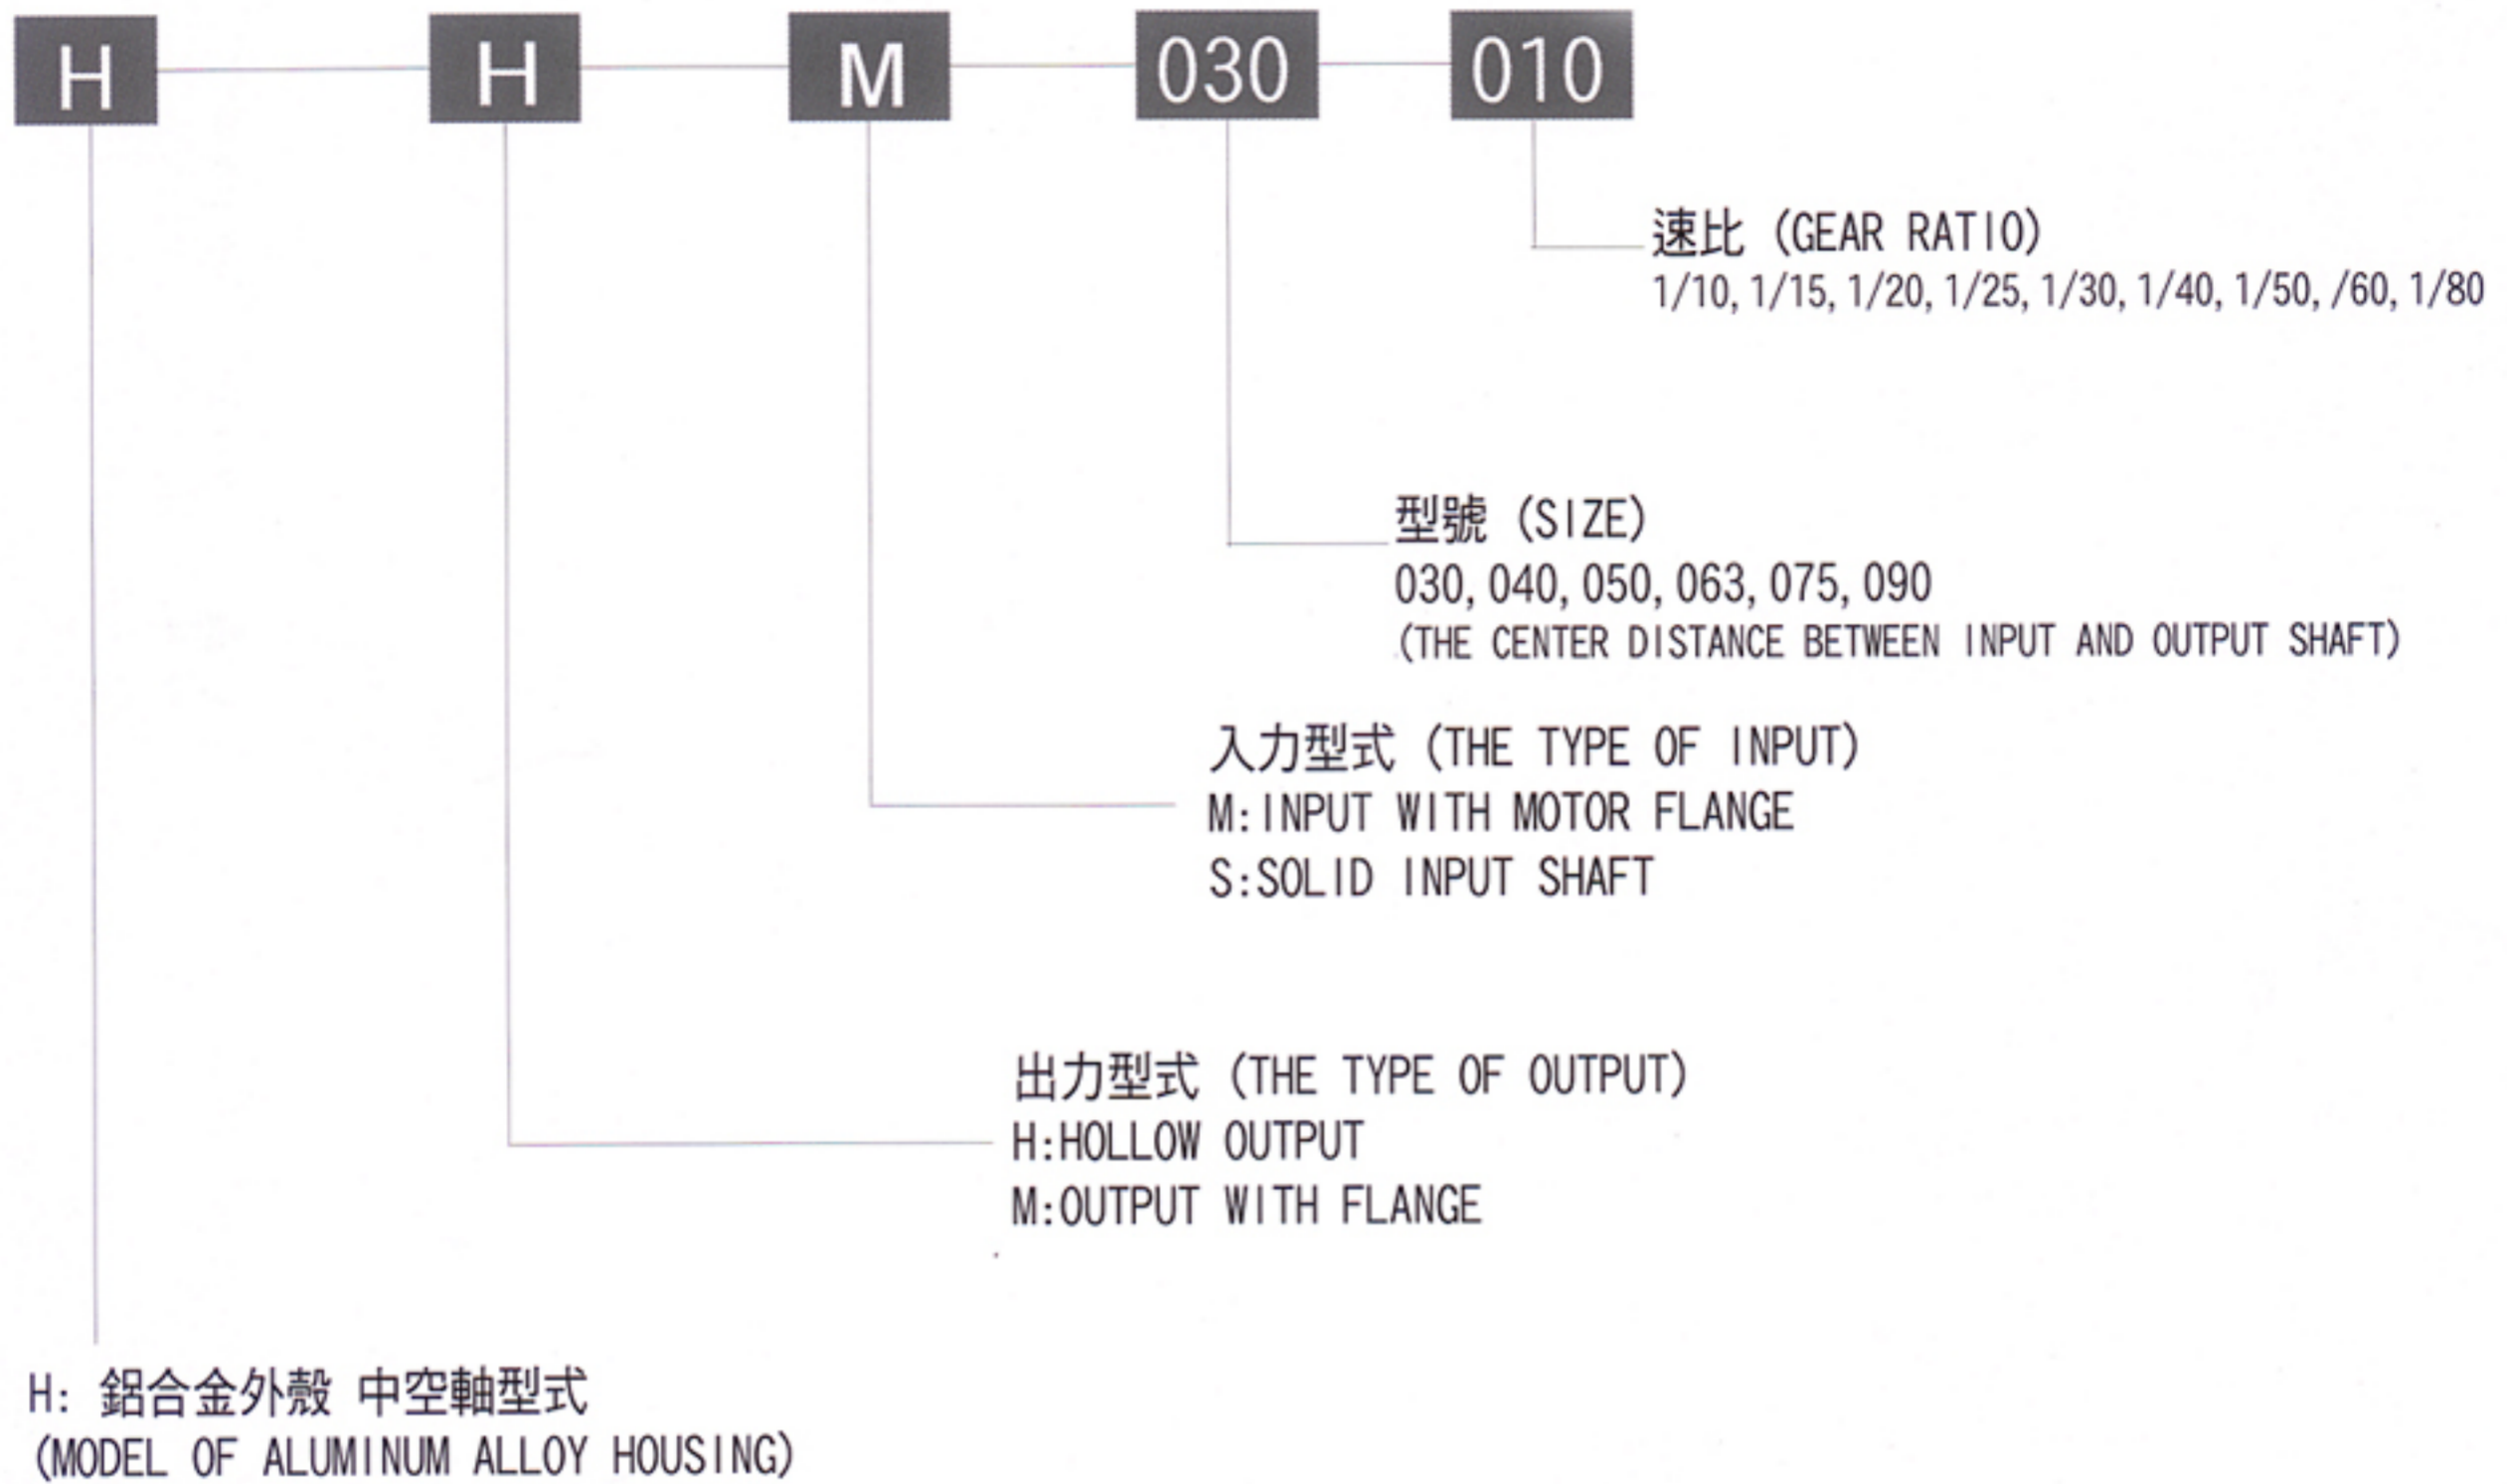 H H M 030 010
速比 (GEAR RATIO)
1/10, 1/15, 1/20, 1/25, 1/30, 1/40, 1/50, /60, 1/80
型號 (SIZE)
030, 040, 050, 063, 075, 090
(THE CENTER DISTANCE BETWEEN INPUT AND OUTPUT SHAFT)
入力型式 (THE TYPE OF INPUT)
M:INPUT WITH MOTOR FLANGE
S:SOLID INPUT SHAFT
出力型式 (THE TYPE OF OUTPUT)
H:HOLLOW OUTPUT
M:OUTPUT WITH FLANGE
H: 鋁合金外殼 中空軸型式
(MODEL OF ALUMINUM ALLOY HOUSING)